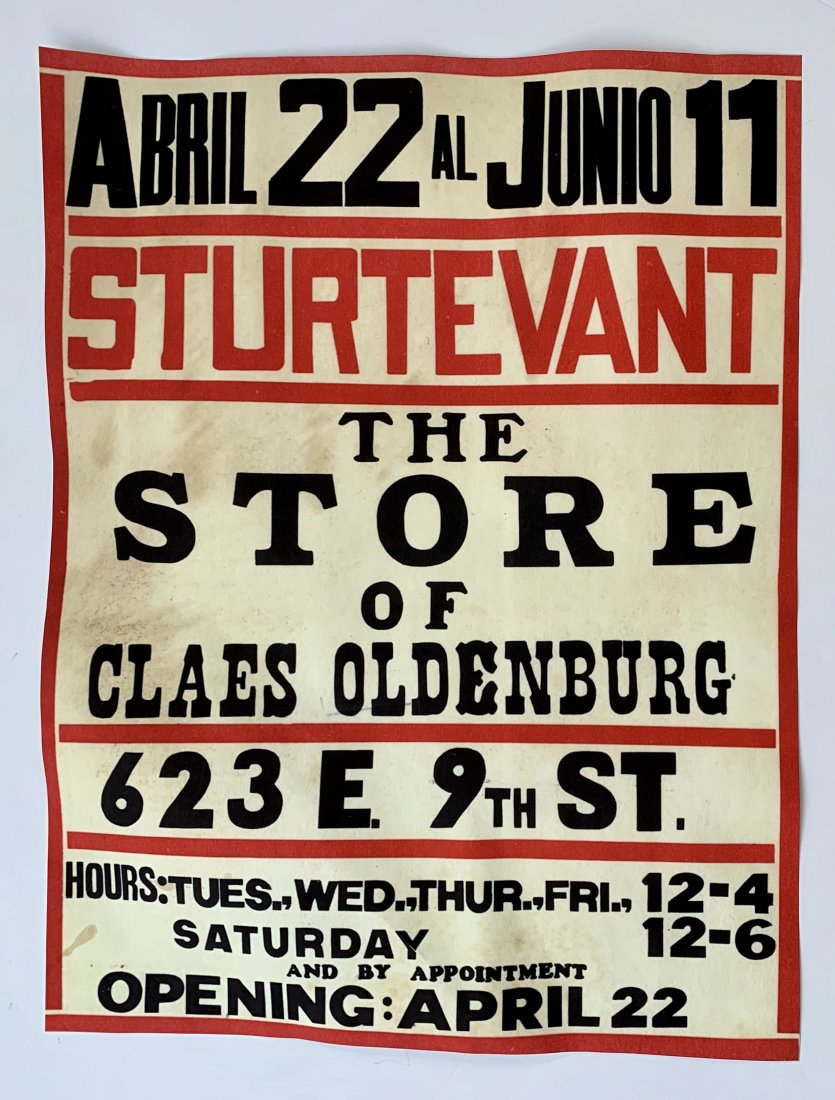 ABRIL 22 AL JUNIO 11
STURTEVANT
THE
STORE
OF
CLAES OLDENBURG
623 E. 9TH ST.
HOURS: TUES., WED., THUR., FRI., 12-4
SATURDAY 12-6
AND BY APPOINTMENT
OPENING: APRIL 22